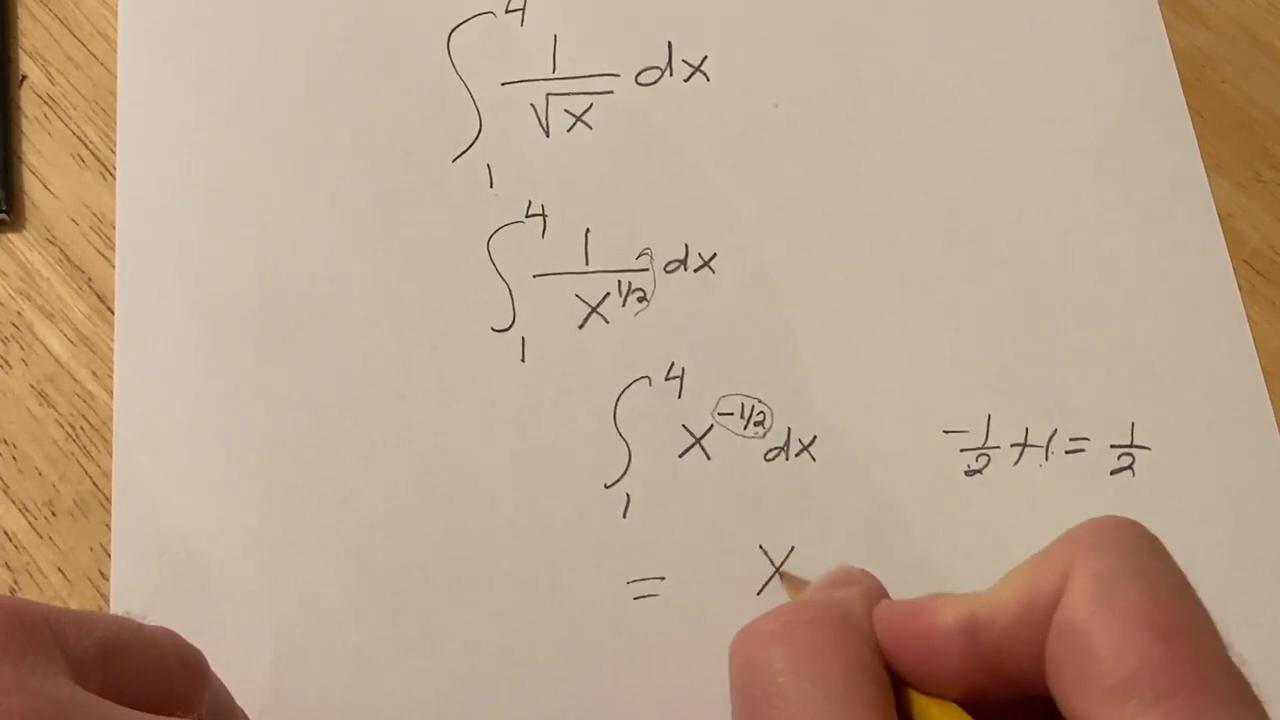 ∫₁⁴ 1/√x dx
∫₁⁴ 1/x^(1/2) dx
∫₁⁴ x^(-1/2) dx
-1/2 + 1 = 1/2
= x